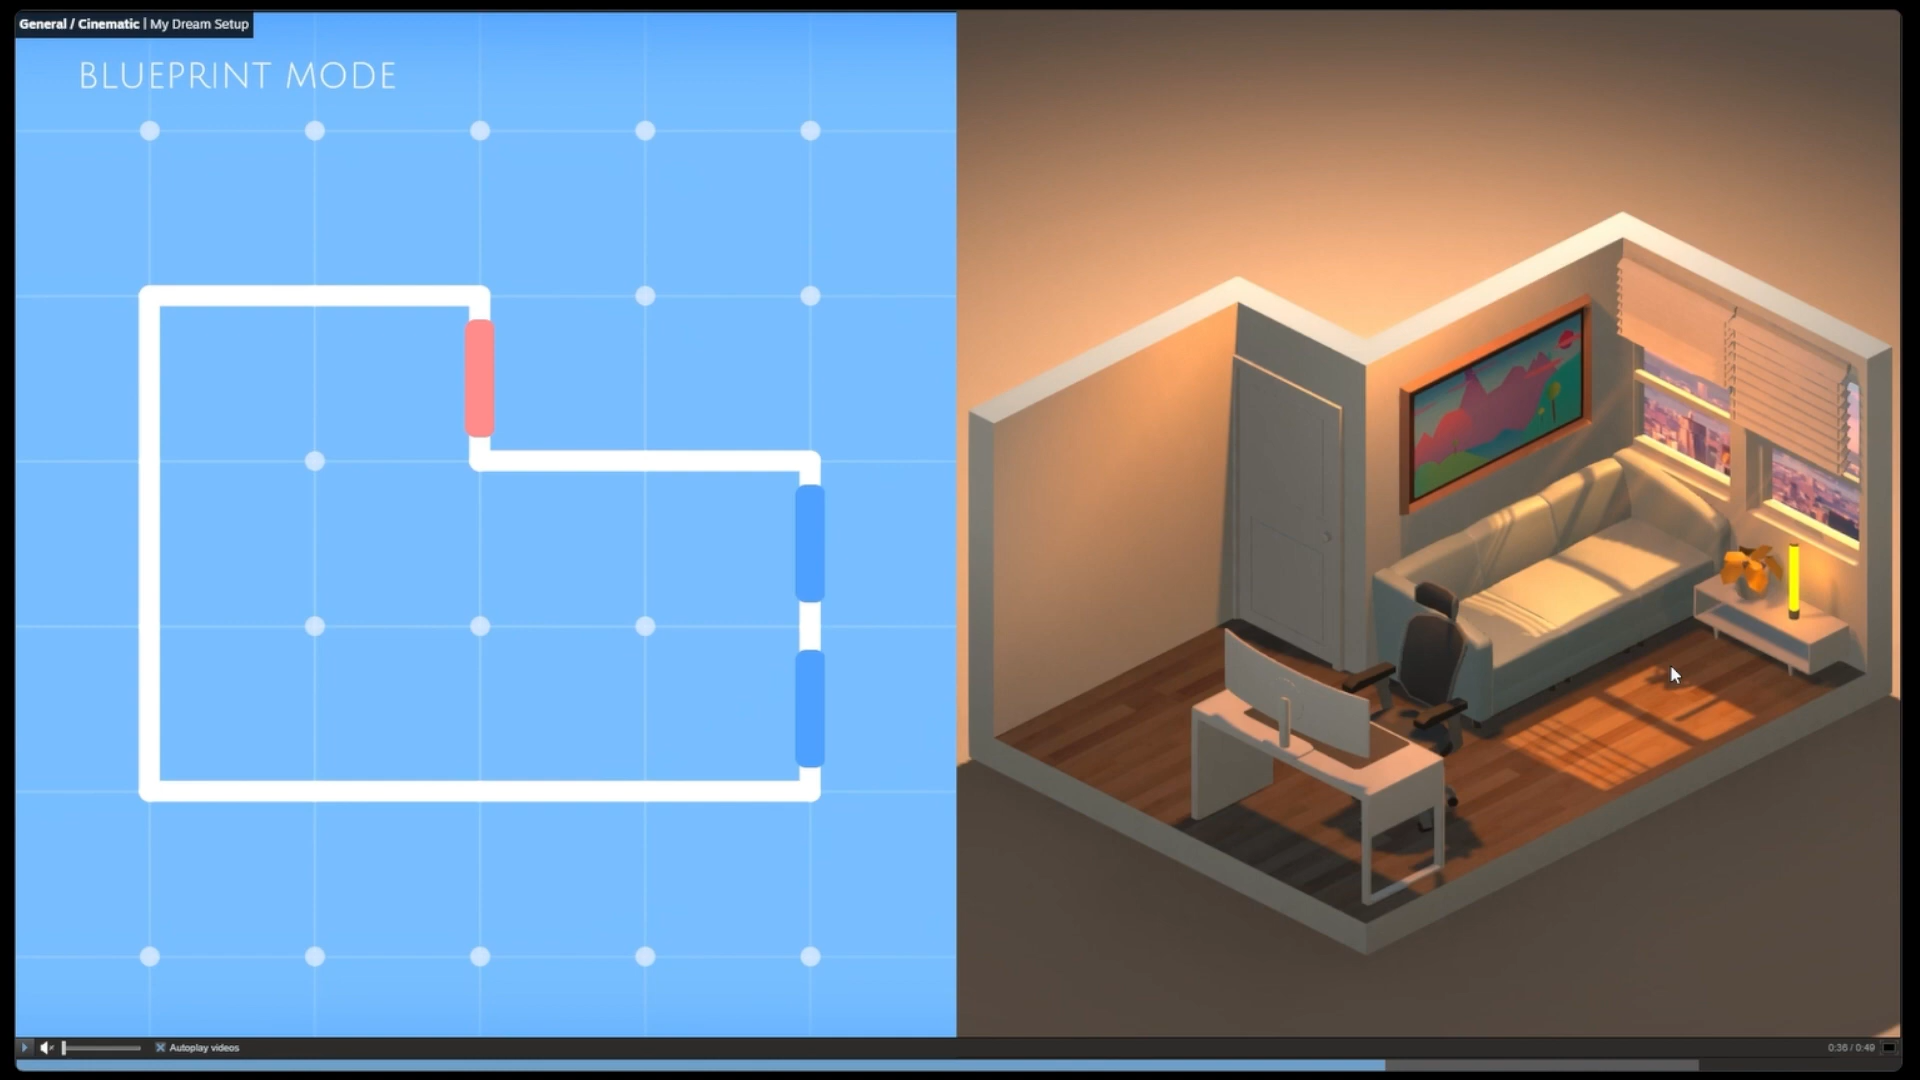 General / Cinematic | My Dream Setup
BLUEPRINT MODE
Autoplay videos
0:36 / 0:49